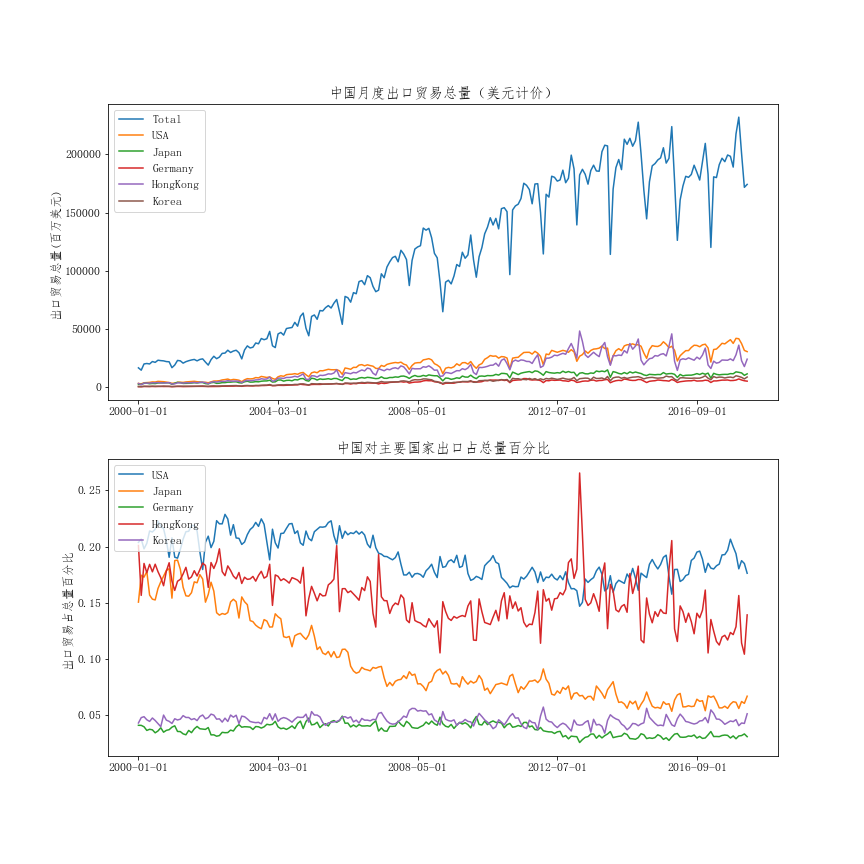 中国月度出口贸易总量（美元计价）
出口贸易总量(百万美元)
200000
150000
100000
50000
0
Total
USA
Japan
Germany
HongKong
Korea
2000-01-01
2004-03-01
2008-05-01
2012-07-01
2016-09-01
中国对主要国家出口占总量百分比
出口贸易占总量百分比
0.25
0.20
0.15
0.10
0.05
USA
Japan
Germany
HongKong
Korea
2000-01-01
2004-03-01
2008-05-01
2012-07-01
2016-09-01